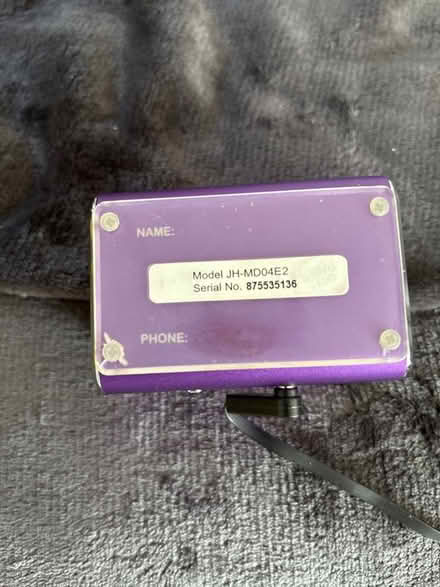 NAME:
Model JH-MD04E2
Serial No. 875535136
PHONE: